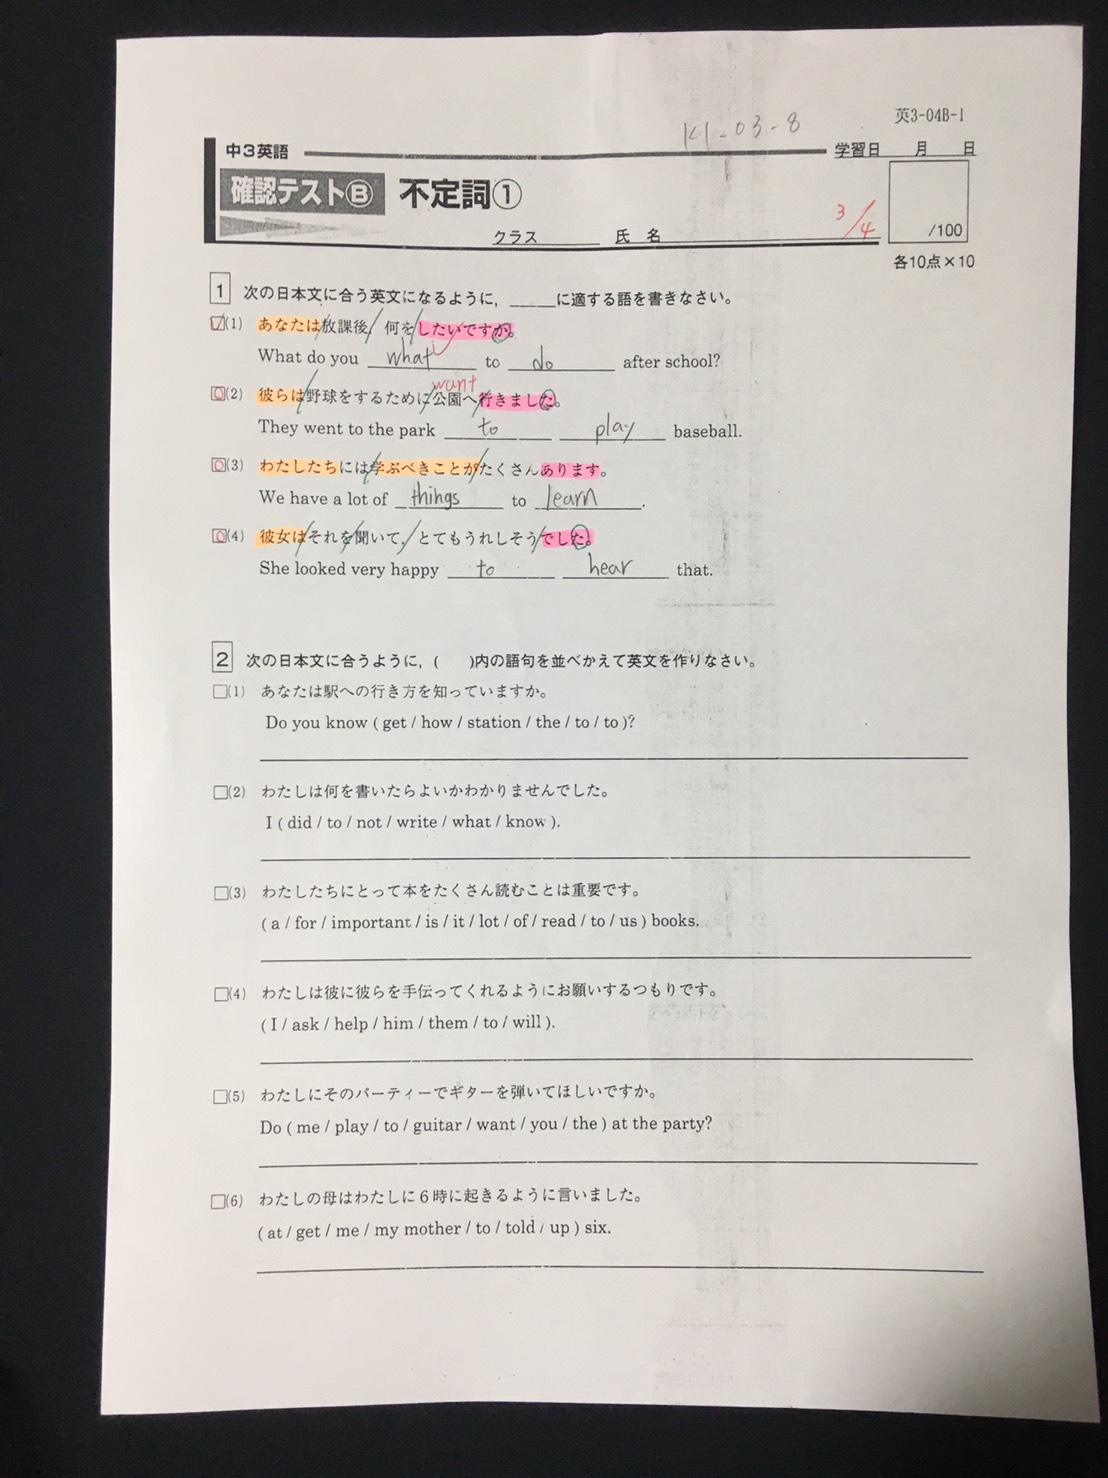 英3-04B-1
K1-03-8
中3英語
学習日 月 日
確認テストⒷ 不定詞①
3/4
/100
クラス 氏名
各10点×10
1 次の日本文に合う英文になるように，_____に適する語を書きなさい。
(1) あなたは放課後，何をしたいですか。
What do you what to do after school?
want
(2) 彼らは野球をするために公園へ行きました。
They went to the park to play baseball.
(3) わたしたちには学ぶべきことがたくさんあります。
We have a lot of things to learn.
(4) 彼女はそれを聞いて，とてもうれしそうでした。
She looked very happy to hear that.
2 次の日本文に合うように，( )内の語句を並べかえて英文を作りなさい。
(1) あなたは駅への行き方を知っていますか。
Do you know ( get / how / station / the / to / to )?
(2) わたしは何を書いたらよいかわかりませんでした。
I ( did / to / not / write / what / know ).
(3) わたしたちにとって本をたくさん読むことは重要です。
( a / for / important / is / it / lot / of / read / to / us ) books.
(4) わたしは彼に彼らを手伝ってくれるようにお願いするつもりです。
( I / ask / help / him / them / to / will ).
(5) わたしにそのパーティーでギターを弾いてほしいですか。
Do ( me / play / to / guitar / want / you / the ) at the party?
(6) わたしの母はわたしに６時に起きるように言いました。
( at / get / me / my mother / to / told / up ) six.